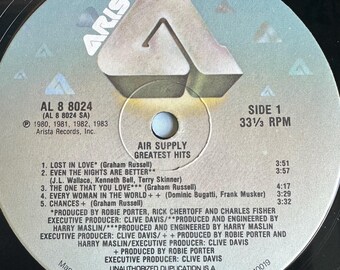 ARIS
AL 8 8024
(AL 8 8024 SA)
℗ 1980, 1981, 1982, 1983
Arista Records, Inc.
SIDE 1
33⅓ RPM
AIR SUPPLY
GREATEST HITS
1. LOST IN LOVE* (Graham Russell) 3:51
2. EVEN THE NIGHTS ARE BETTER** 3:57
(J.L. Wallace, Kenneth Bell, Terry Skinner)
3. THE ONE THAT YOU LOVE*** (Graham Russell) 4:17
4. EVERY WOMAN IN THE WORLD++ (Dominic Bugatti, Frank Musker) 3:29
5. CHANCES+ (Graham Russell)
*PRODUCED BY ROBIE PORTER, RICK CHERTOFF AND CHARLES FISHER
EXECUTIVE PRODUCER: CLIVE DAVIS/**PRODUCED AND ENGINEERED BY
HARRY MASLIN/***PRODUCED AND ENGINEERED BY HARRY MASLIN
EXECUTIVE PRODUCER: CLIVE DAVIS/+ PRODUCED BY ROBIE PORTER
AND HARRY MASLIN/EXECUTIVE PRODUCER: CLIVE DAVIS
++ PRODUCED BY ROBIE PORTER/EXECUTIVE PRODUCER: CLIVE DAVIS
UNAUTHORIZED DUPLICATION IS A